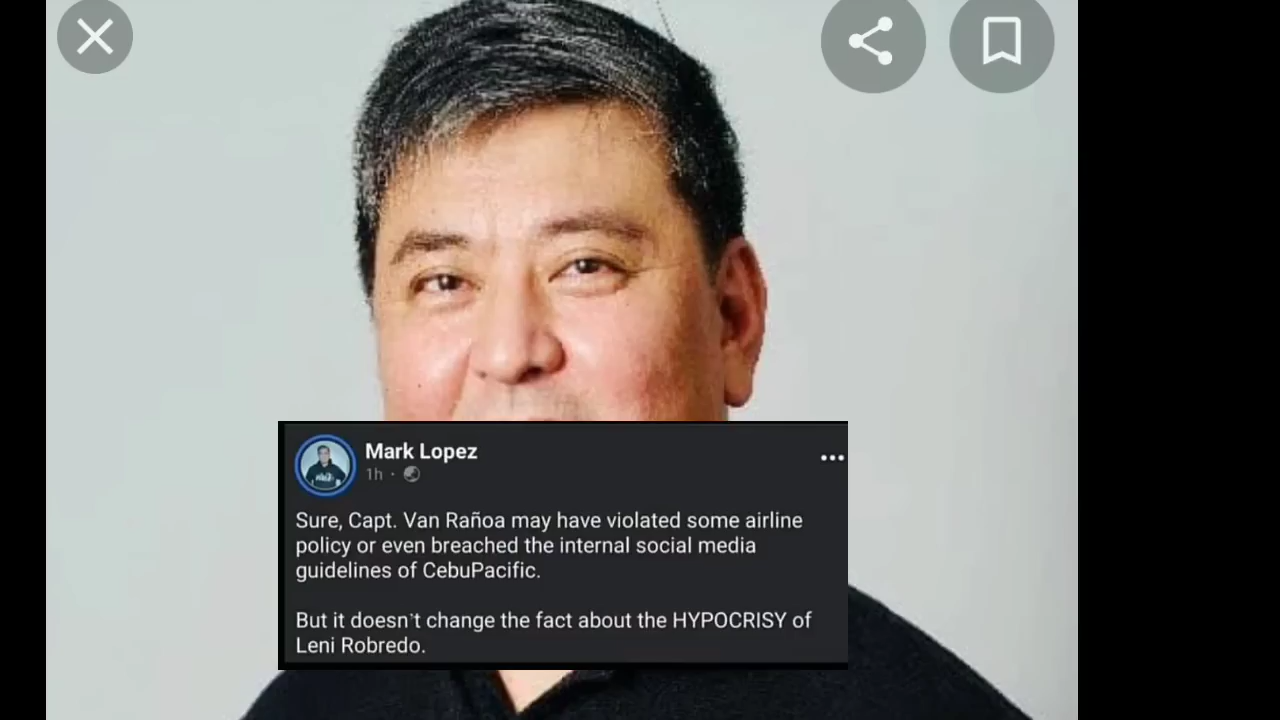 Mark Lopez
1h ·
Sure, Capt. Van Rañoa may have violated some airline
policy or even breached the internal social media
guidelines of CebuPacific.
But it doesn't change the fact about the HYPOCRISY of
Leni Robredo.